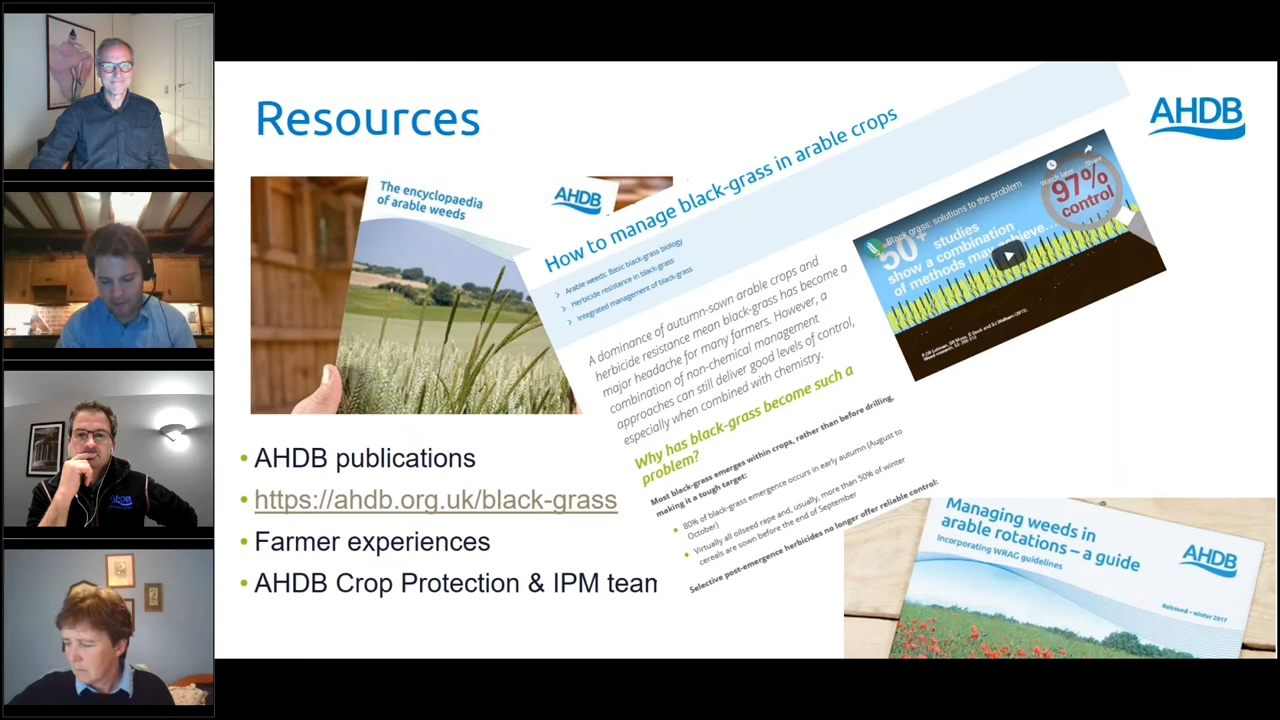 Resources
AHDB
The encyclopaedia
of arable weeds
AHDB
How to manage black-grass in arable crops
Arable weeds: Basic black-grass biology
Herbicide resistance in black-grass
Integrated management of black-grass
A dominance of autumn-sown arable crops and
herbicide resistance mean black-grass has become a
major headache for many farmers. However, a
combination of non-chemical management
approaches can still deliver good levels of control,
especially when combined with chemistry.
Why has black-grass become such a
problem?
Most black-grass emerges within crops, rather than before drilling,
making it a tough target:
80% of black-grass emergence occurs in early autumn (August to
October)
Virtually all oilseed rape and, usually, more than 50% of winter
cereals are sown before the end of September
Selective post-emergence herbicides no longer offer reliable control:
Black-grass: solutions to the problem
Watch later
Share
97%
control
50+ studies
show a combination
of methods may achieve...
• AHDB publications
• https://ahdb.org.uk/black-grass
• Farmer experiences
• AHDB Crop Protection & IPM team
Managing weeds in
arable rotations – a guide
Incorporating WRAG guidelines
AHDB
Reissued – winter 2017
AHDB